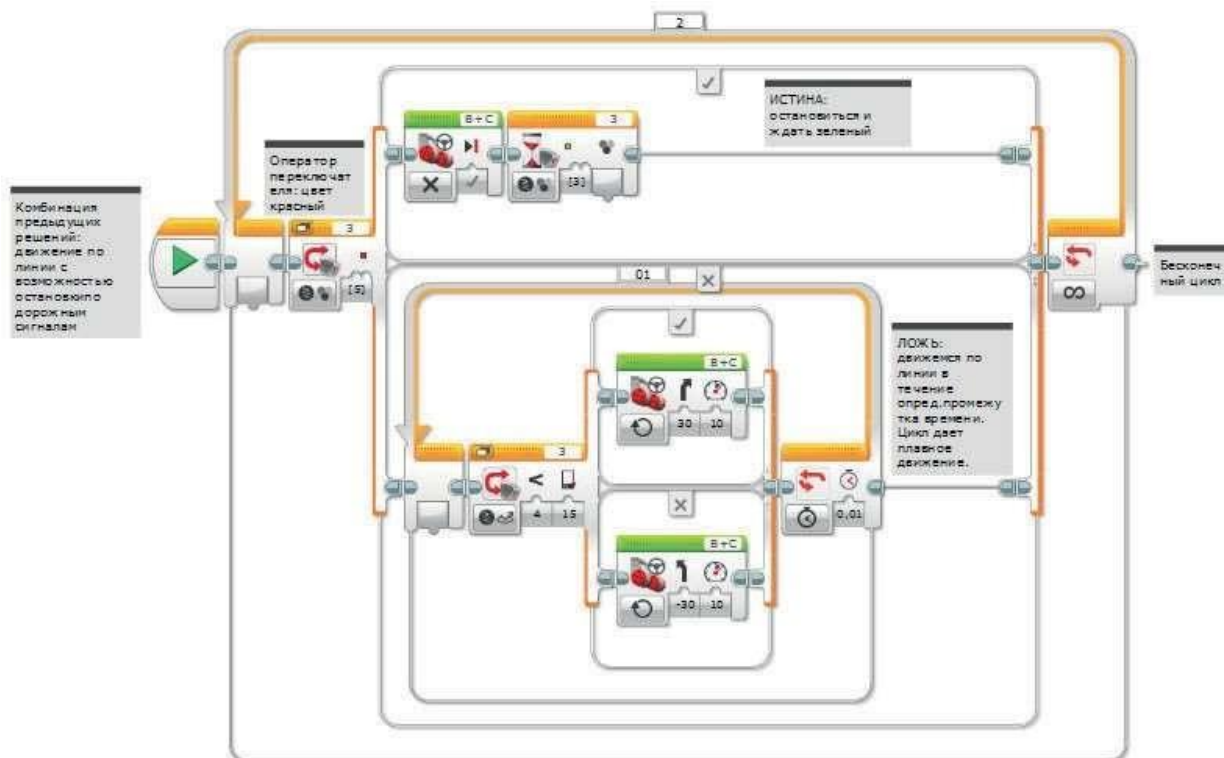 2
ИСТИНА:
остановиться и
ждать зеленый
B+C
3
[3]
Оператор
переключат
еля: цвет
красный
3
[5]
Комбинация
предыдущих
решений:
движение по
линии с
возможностью
остановкипо
дорожным
сигналам
Бесконеч
ный цикл
01
B+C
30 10
ЛОЖЬ:
движемся по
линии в
течение
опред.промежу
тка времени.
Цикл дает
плавное
движение.
3
< 
4 15
0,01
B+C
-30 10